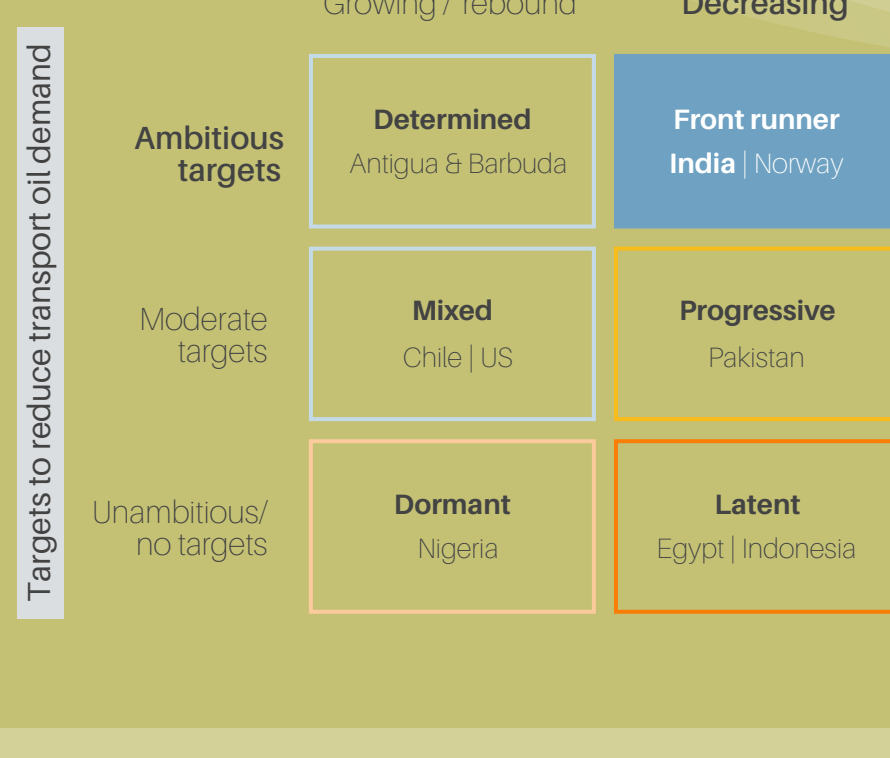 Growing / rebound
Decreasing
Targets to reduce transport oil demand
Ambitious
targets
Determined
Antigua & Barbuda
Front runner
India | Norway
Moderate
targets
Mixed
Chile | US
Progressive
Pakistan
Unambitious/
no targets
Dormant
Nigeria
Latent
Egypt | Indonesia